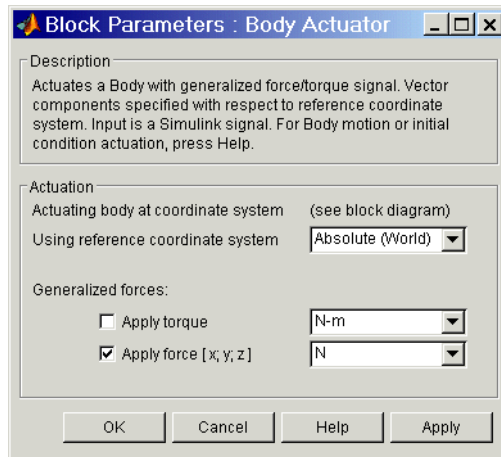 Block Parameters : Body Actuator
Description
Actuates a Body with generalized force/torque signal. Vector
components specified with respect to reference coordinate
system. Input is a Simulink signal. For Body motion or initial
condition actuation, press Help.
Actuation
Actuating body at coordinate system (see block diagram)
Using reference coordinate system Absolute (World)
Generalized forces:
Apply torque N-m
Apply force [ x; y; z ] N
OK Cancel Help Apply